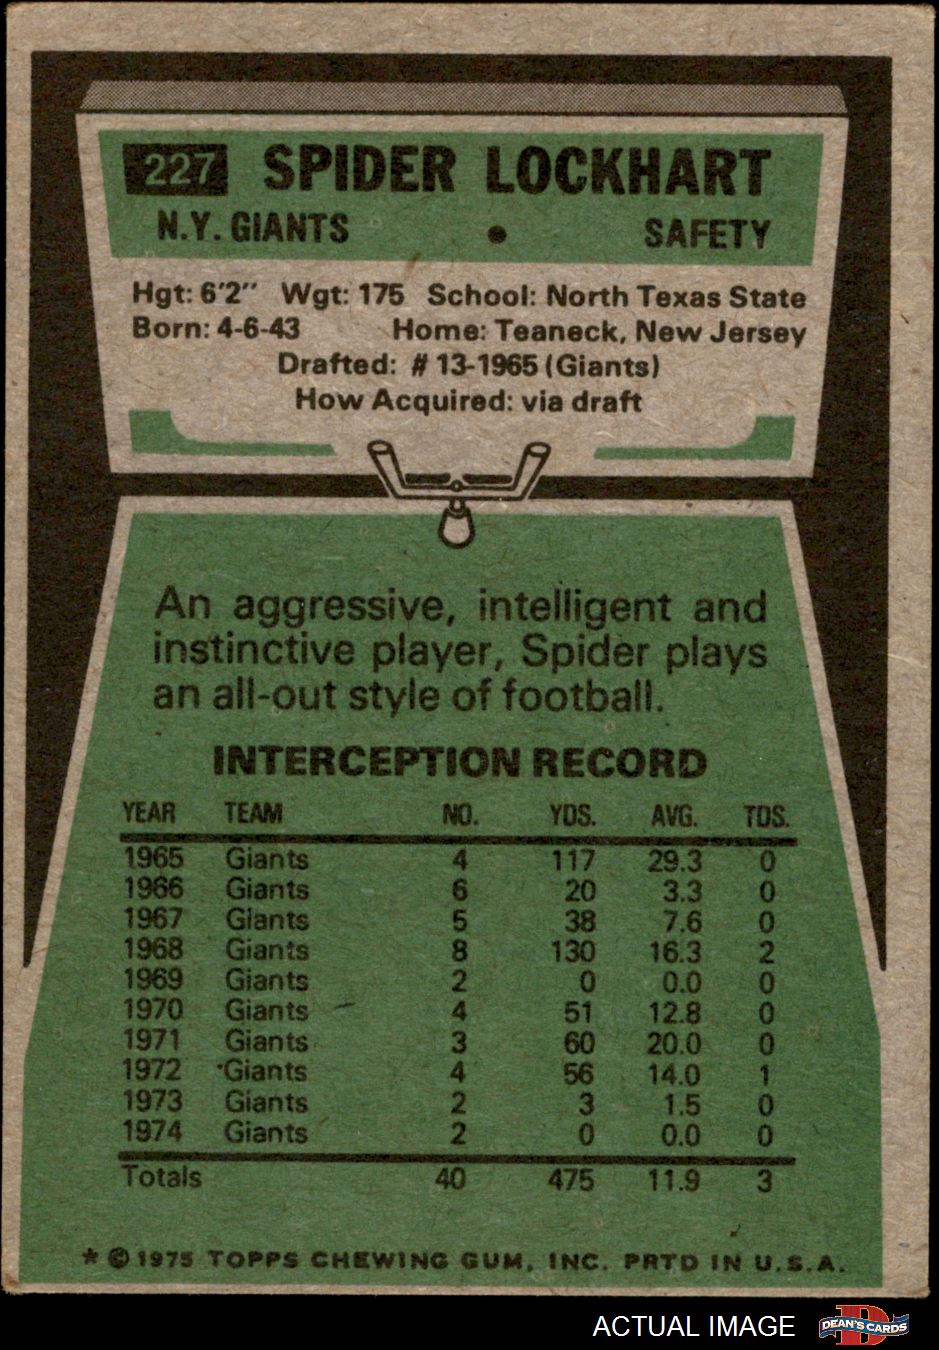 227 SPIDER LOCKHART
N.Y. GIANTS • SAFETY
Hgt: 6'2" Wgt: 175 School: North Texas State
Born: 4-6-43 Home: Teaneck, New Jersey
Drafted: # 13-1965 (Giants)
How Acquired: via draft
An aggressive, intelligent and
instinctive player, Spider plays
an all-out style of football.
INTERCEPTION RECORD
YEAR TEAM NO. YDS. AVG. TDS.
1965 Giants 4 117 29.3 0
1966 Giants 6 20 3.3 0
1967 Giants 5 38 7.6 0
1968 Giants 8 130 16.3 2
1969 Giants 2 0 0.0 0
1970 Giants 4 51 12.8 0
1971 Giants 3 60 20.0 0
1972 Giants 4 56 14.0 1
1973 Giants 2 3 1.5 0
1974 Giants 2 0 0.0 0
Totals 40 475 11.9 3
* © 1975 TOPPS CHEWING GUM, INC. PRTD IN U.S.A.
ACTUAL IMAGE DEAN'S CARDS